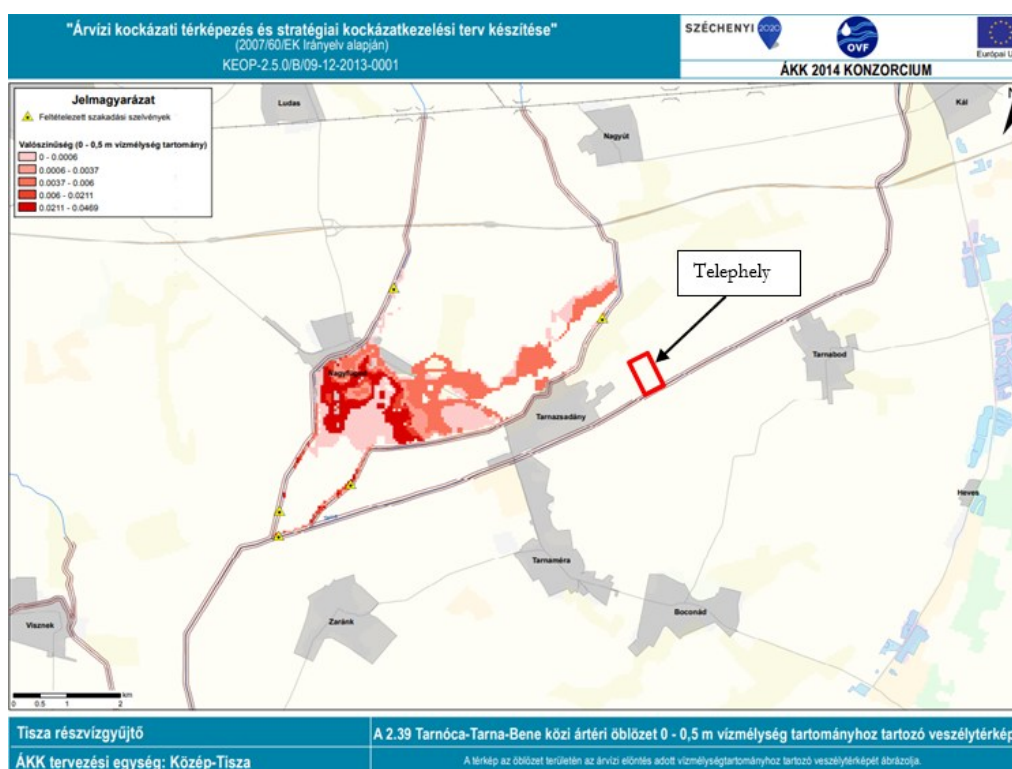 "Árvízi kockázati térképezés és stratégiai kockázatkezelési terv készítése"
(2007/60/EK Irányelv alapján)
KEOP-2.5.0/B/09-12-2013-0001
SZÉCHENYI 2020
OVF
Európai U
ÁKK 2014 KONZORCIUM
Jelmagyarázat
Feltételezett szakadási szelvények
Valószínűség (0 - 0,5 m vízmélység tartomány)
0 - 0.0006
0.0006 - 0.0037
0.0037 - 0.006
0.006 - 0.0211
0.0211 - 0.0469
Ludas
Nagyút
Kál
N
Telephely
Nagyfüged
Tarnabod
Tarnazsadány
Heves
Tarnaméra
Boconád
Visznek
Zaránk
km
0 0.5 1 2
Tisza részvízgyűjtő
A 2.39 Tarnóca-Tarna-Bene közi ártéri öblözet 0 - 0,5 m vízmélység tartományhoz tartozó veszélytérkép
ÁKK tervezési egység: Közép-Tisza
A térkép az öblözet területén az árvízi elöntés adott vízmélységtartományhoz tartozó veszélytérképét ábrázolja.